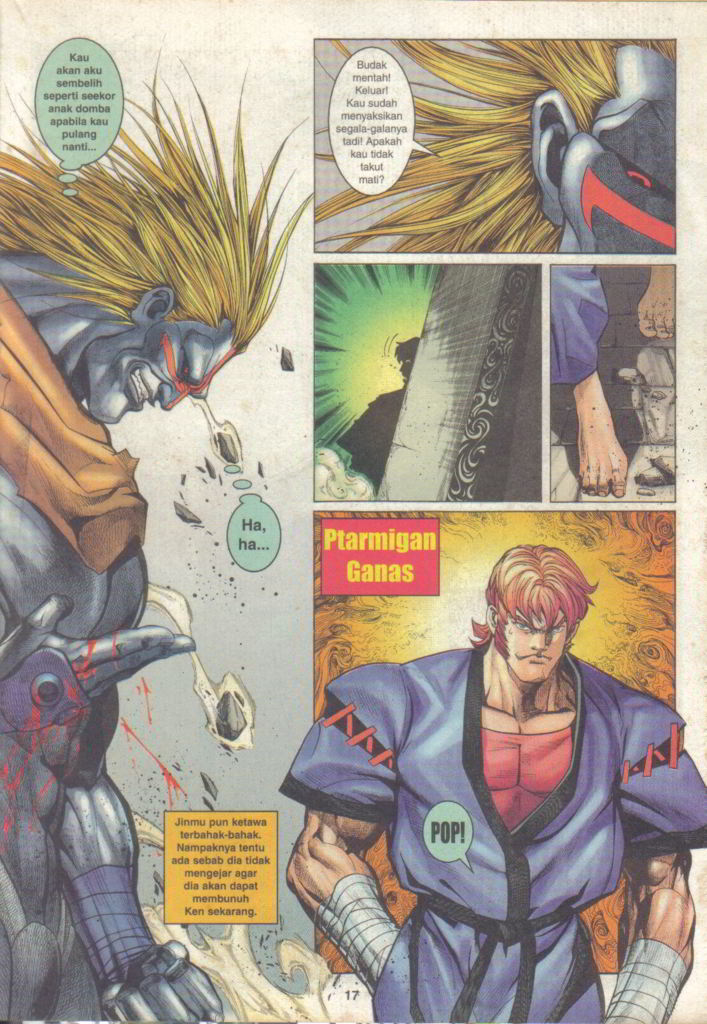 Kau
akan aku
sembelih
seperti seekor
anak domba
apabila kau
pulang
nanti...
Ha,
ha...
Jinmu pun ketawa
terbahak-bahak.
Nampaknya tentu
ada sebab dia tidak
mengejar agar
dia akan dapat
membunuh
Ken sekarang.
Budak
mentah!
Keluar!
Kau sudah
menyaksikan
segala-galanya
tadi! Apakah
kau tidak
takut
mati?
Ptarmigan
Ganas
POP!
17